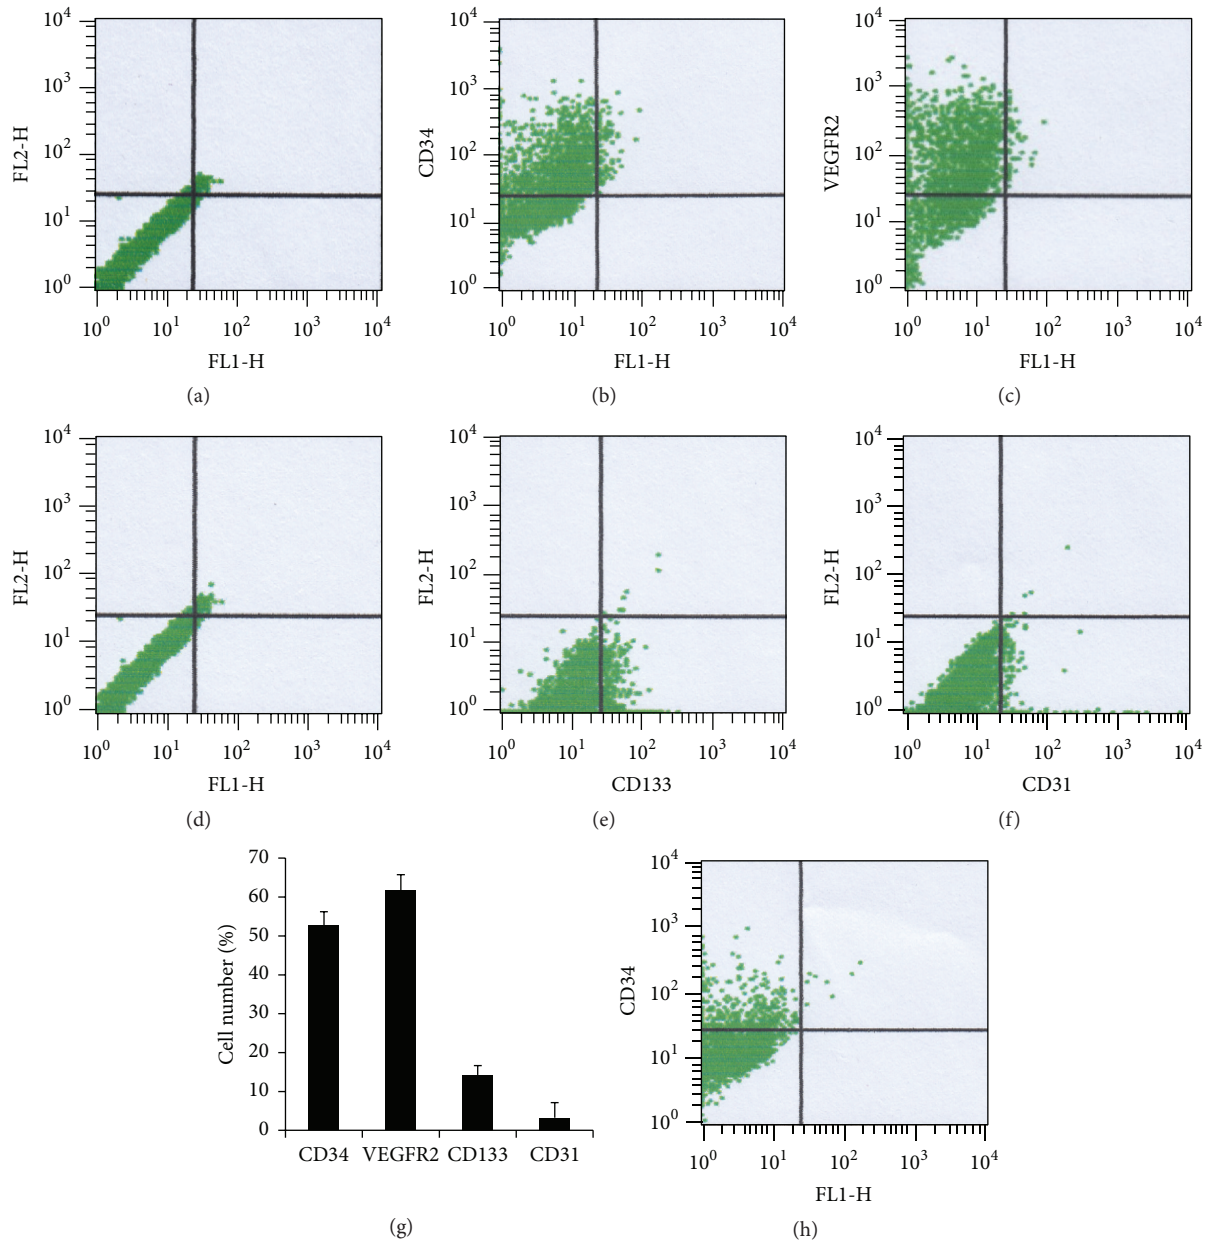 10^4
10^3
10^2
10^1
10^0
FL2-H
10^0 10^1 10^2 10^3 10^4
FL1-H
(a)
10^4
10^3
10^2
10^1
10^0
CD34
10^0 10^1 10^2 10^3 10^4
FL1-H
(b)
10^4
10^3
10^2
10^1
10^0
VEGFR2
10^0 10^1 10^2 10^3 10^4
FL1-H
(c)
10^4
10^3
10^2
10^1
10^0
FL2-H
10^0 10^1 10^2 10^3 10^4
FL1-H
(d)
10^4
10^3
10^2
10^1
10^0
FL2-H
10^0 10^1 10^2 10^3 10^4
CD133
(e)
10^4
10^3
10^2
10^1
10^0
FL2-H
10^0 10^1 10^2 10^3 10^4
CD31
(f)
70
60
50
40
30
20
10
0
Cell number (%)
CD34 VEGFR2 CD133 CD31
(g)
10^4
10^3
10^2
10^1
10^0
CD34
10^0 10^1 10^2 10^3 10^4
FL1-H
(h)